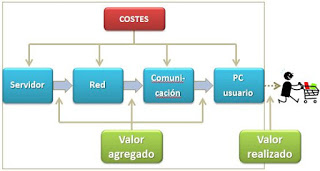 COSTES
Servidor
Red
Comuni-
cación
PC
usuario
Valor
agregado
Valor
realizado